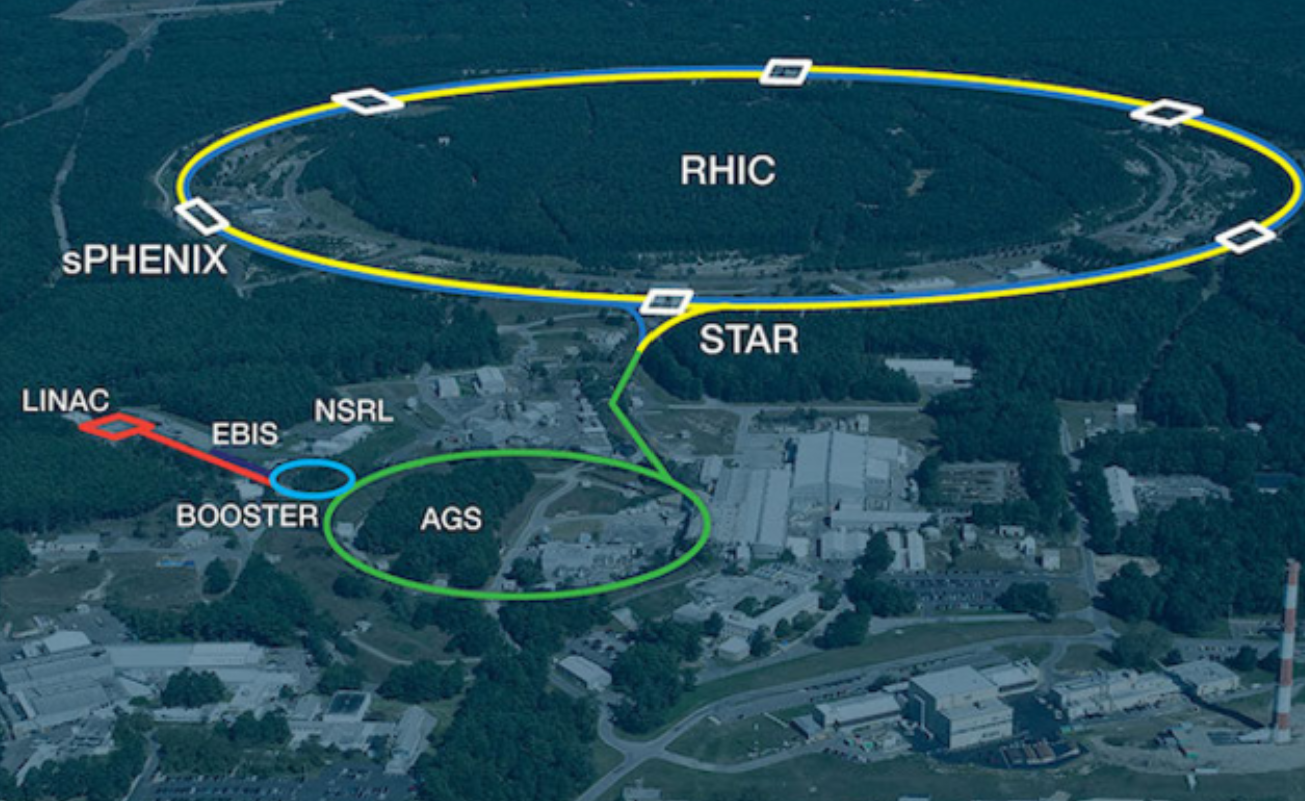 RHIC
sPHENIX
STAR
LINAC
NSRL
EBIS
BOOSTER
AGS